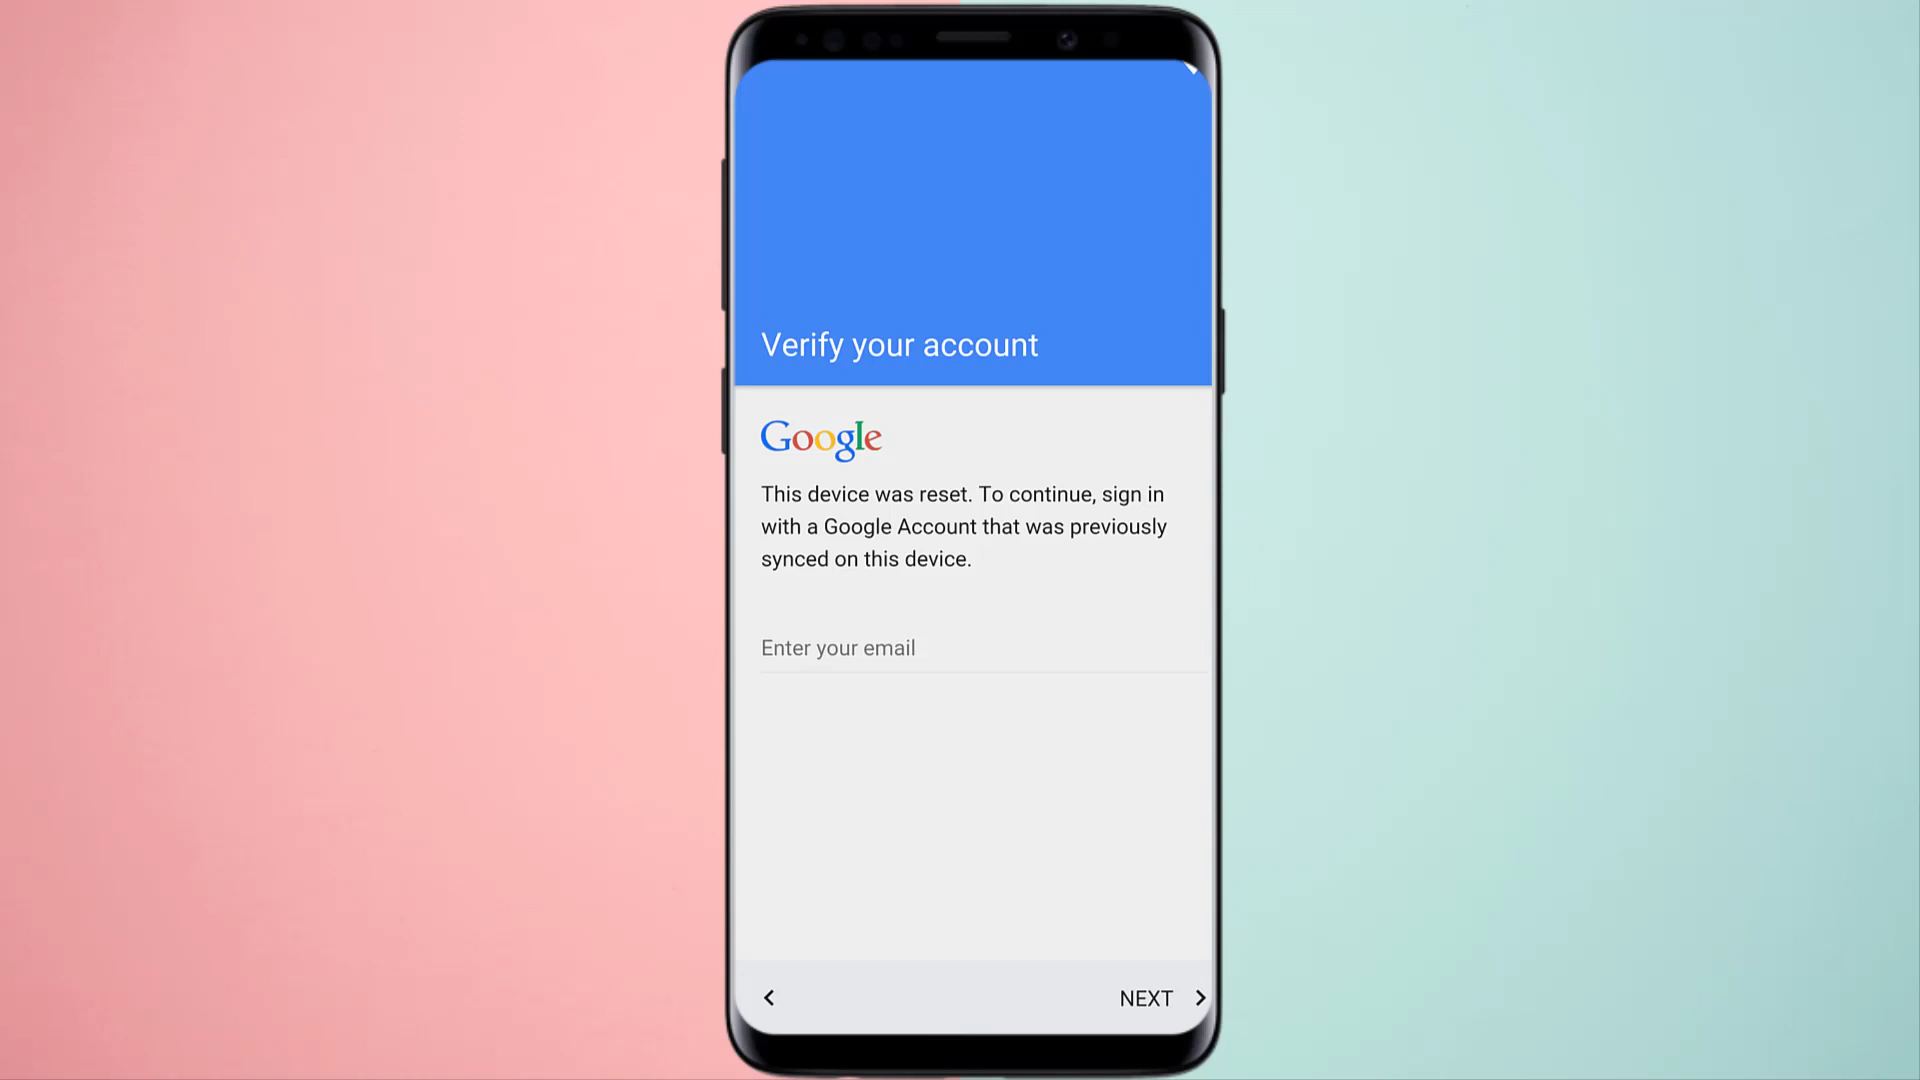 Verify your account
Google
This device was reset. To continue, sign in
with a Google Account that was previously
synced on this device.
Enter your email
NEXT